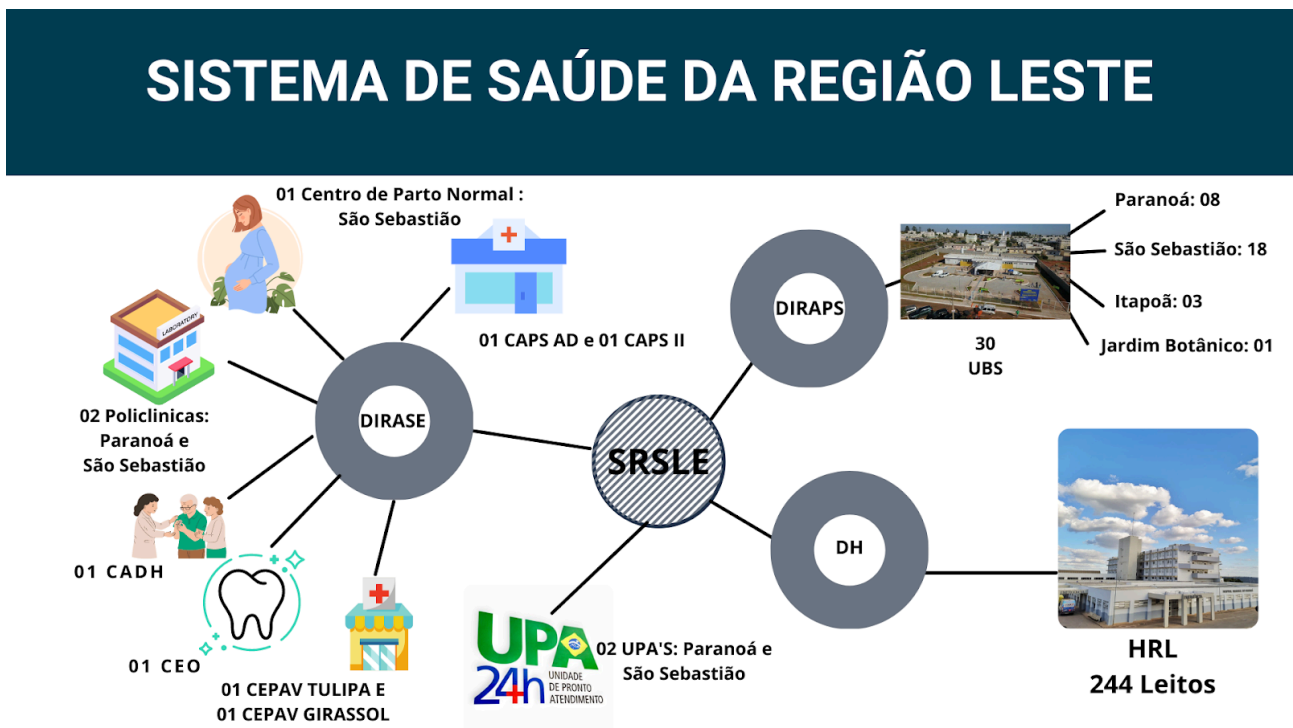 SISTEMA DE SAÚDE DA REGIÃO LESTE
01 Centro de Parto Normal :
São Sebastião
01 CAPS AD e 01 CAPS II
LABORATORY
02 Policlinicas:
Paranoá e
São Sebastião
DIRASE
01 CADH
01 CEO
01 CEPAV TULIPA E
01 CEPAV GIRASSOL
SRSLE
UPA
24h
UNIDADE
DE PRONTO
ATENDIMENTO
02 UPA'S: Paranoá e
São Sebastião
DIRAPS
30
UBS
Paranoá: 08
São Sebastião: 18
Itapoã: 03
Jardim Botânico: 01
DH
HRL
244 Leitos